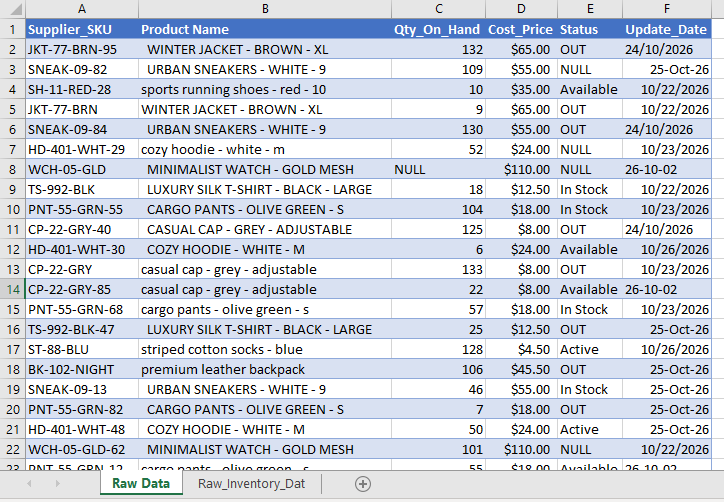 A B C D E F
1 Supplier_SKU Product Name Qty_On_Hand Cost_Price Status Update_Date
2 JKT-77-BRN-95 WINTER JACKET - BROWN - XL 132 $65.00 OUT 24/10/2026
3 SNEAK-09-82 URBAN SNEAKERS - WHITE - 9 109 $55.00 NULL 25-Oct-26
4 SH-11-RED-28 sports running shoes - red - 10 10 $35.00 Available 10/22/2026
5 JKT-77-BRN WINTER JACKET - BROWN - XL 9 $65.00 OUT 10/22/2026
6 SNEAK-09-84 URBAN SNEAKERS - WHITE - 9 130 $55.00 OUT 24/10/2026
7 HD-401-WHT-29 cozy hoodie - white - m 52 $24.00 NULL 10/23/2026
8 WCH-05-GLD MINIMALIST WATCH - GOLD MESH NULL $110.00 NULL 26-10-02
9 TS-992-BLK LUXURY SILK T-SHIRT - BLACK - LARGE 18 $12.50 In Stock 10/22/2026
10 PNT-55-GRN-55 CARGO PANTS - OLIVE GREEN - S 104 $18.00 In Stock 10/23/2026
11 CP-22-GRY-40 CASUAL CAP - GREY - ADJUSTABLE 125 $8.00 OUT 24/10/2026
12 HD-401-WHT-30 COZY HOODIE - WHITE - M 6 $24.00 Available 10/26/2026
13 CP-22-GRY casual cap - grey - adjustable 133 $8.00 OUT 10/23/2026
14 CP-22-GRY-85 casual cap - grey - adjustable 22 $8.00 Available 26-10-02
15 PNT-55-GRN-68 cargo pants - olive green - s 57 $18.00 In Stock 10/23/2026
16 TS-992-BLK-47 LUXURY SILK T-SHIRT - BLACK - LARGE 25 $12.50 OUT 25-Oct-26
17 ST-88-BLU striped cotton socks - blue 128 $4.50 Active 10/26/2026
18 BK-102-NIGHT premium leather backpack 106 $45.50 OUT 25-Oct-26
19 SNEAK-09-13 URBAN SNEAKERS - WHITE - 9 46 $55.00 In Stock 25-Oct-26
20 PNT-55-GRN-82 CARGO PANTS - OLIVE GREEN - S 7 $18.00 OUT 25-Oct-26
21 HD-401-WHT-48 COZY HOODIE - WHITE - M 50 $24.00 Active 25-Oct-26
22 WCH-05-GLD-62 MINIMALIST WATCH - GOLD MESH 101 $110.00 NULL 10/22/2026
23 PNT-55-GRN-12 cargo pants - olive green - s 55 $18.00 Available 26-10-02
Raw Data Raw_Inventory_Dat